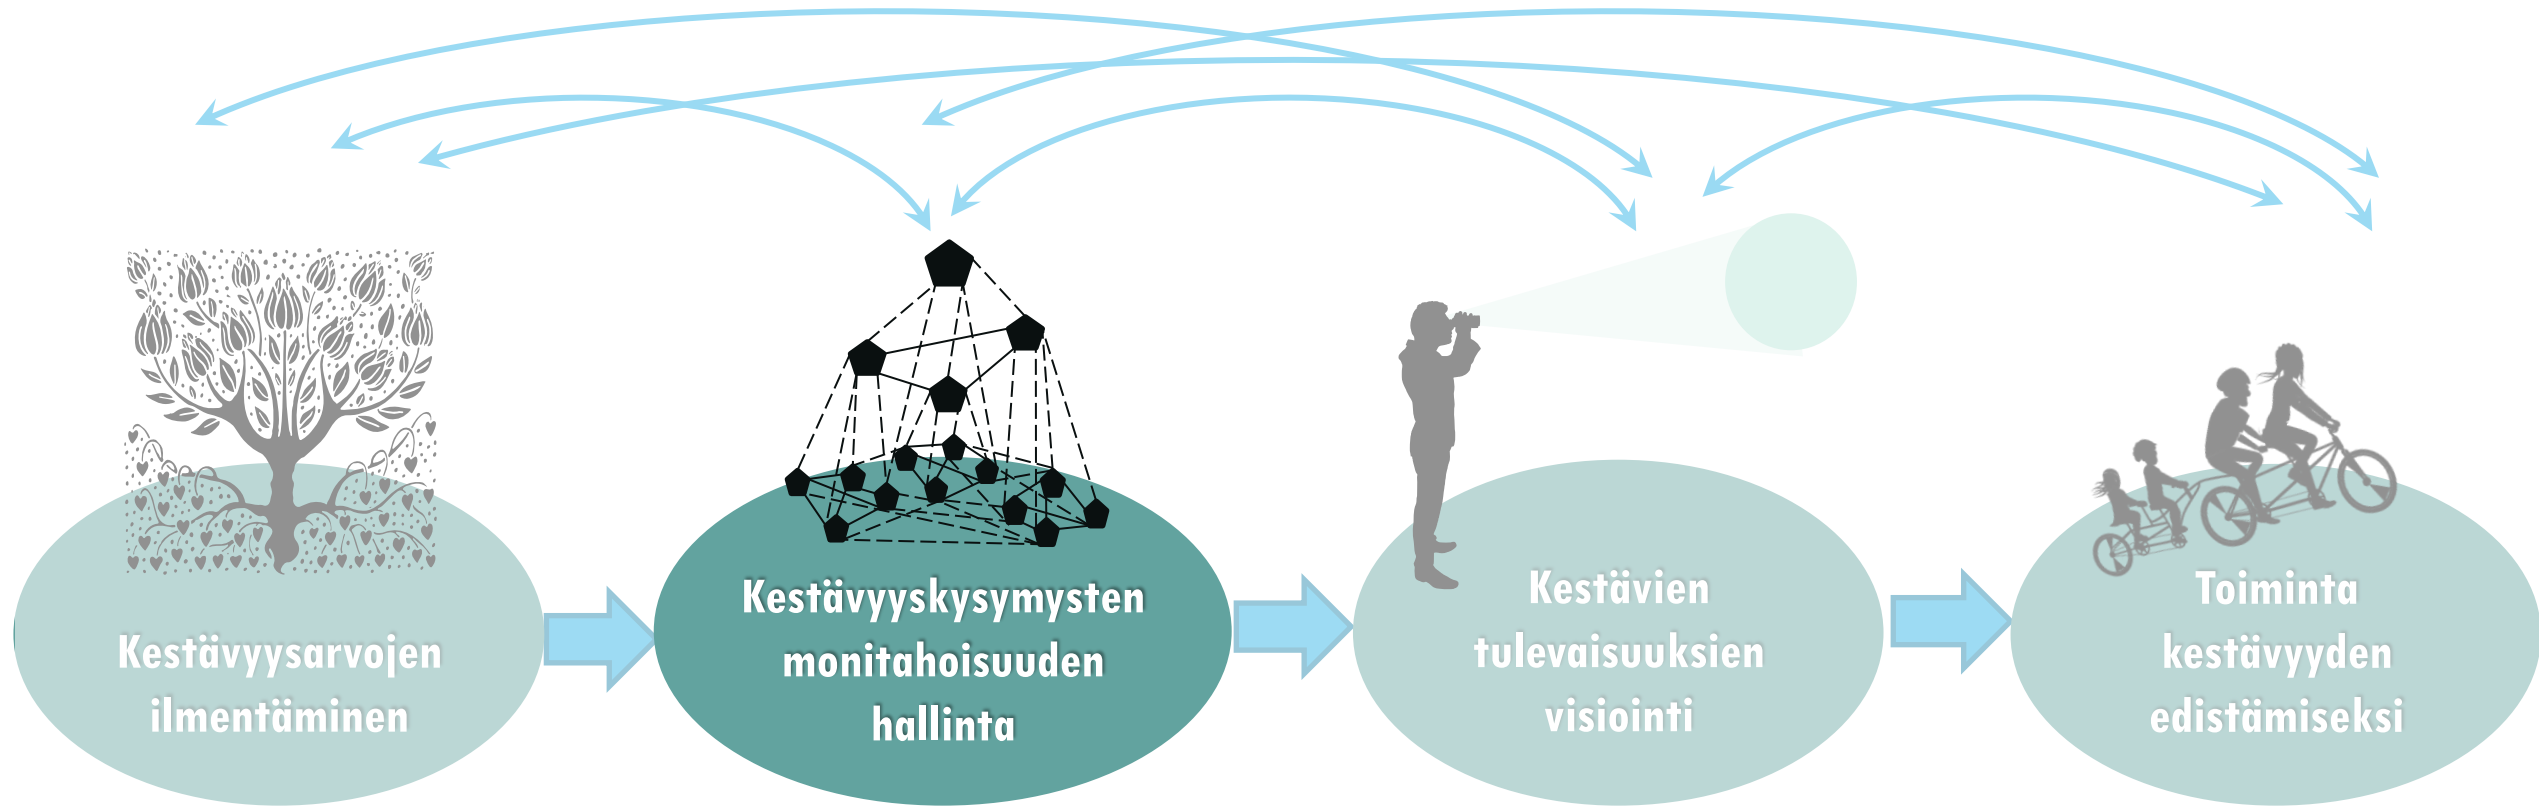 Kestävyysarvojen
ilmentäminen
Kestävyyskysymysten
monitahoisuuden
hallinta
Kestävien
tulevaisuuksien
visiointi
Toiminta
kestävyyden
edistämiseksi